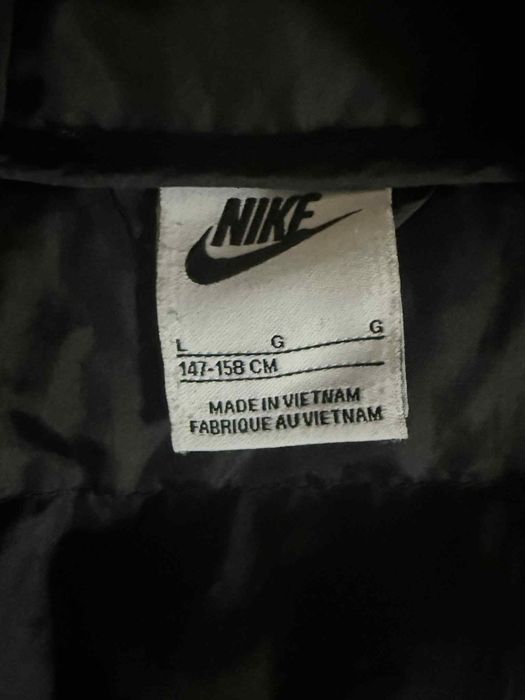 NIKE
L G G
147-158 CM
MADE IN VIETNAM
FABRIQUE AU VIETNAM